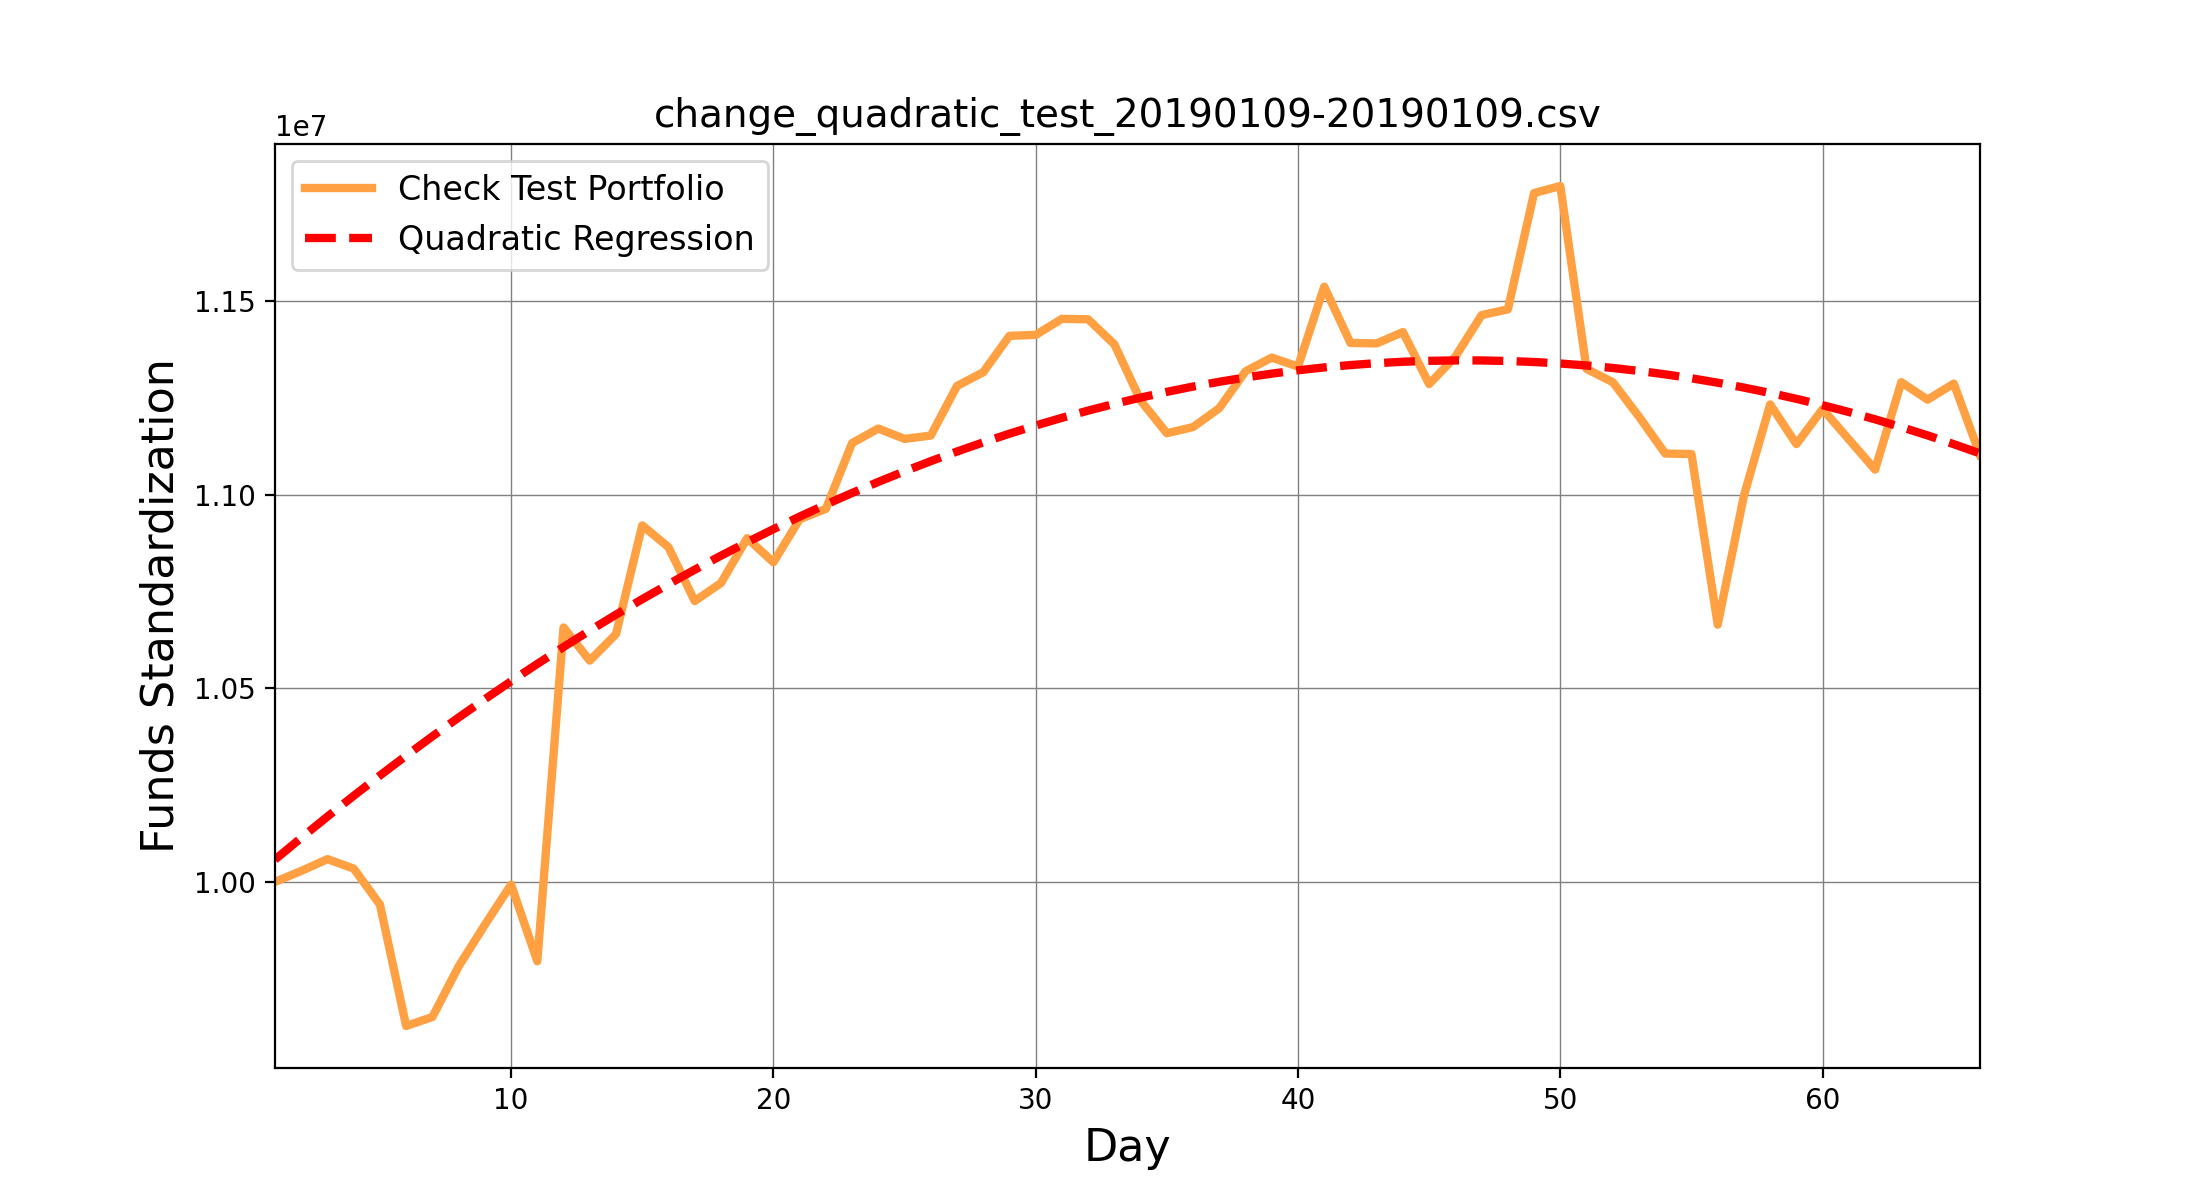 change_quadratic_test_20190109-20190109.csv
1e7
Check Test Portfolio
Quadratic Regression
Funds Standardization
1.15
1.10
1.05
1.00
10 20 30 40 50 60
Day